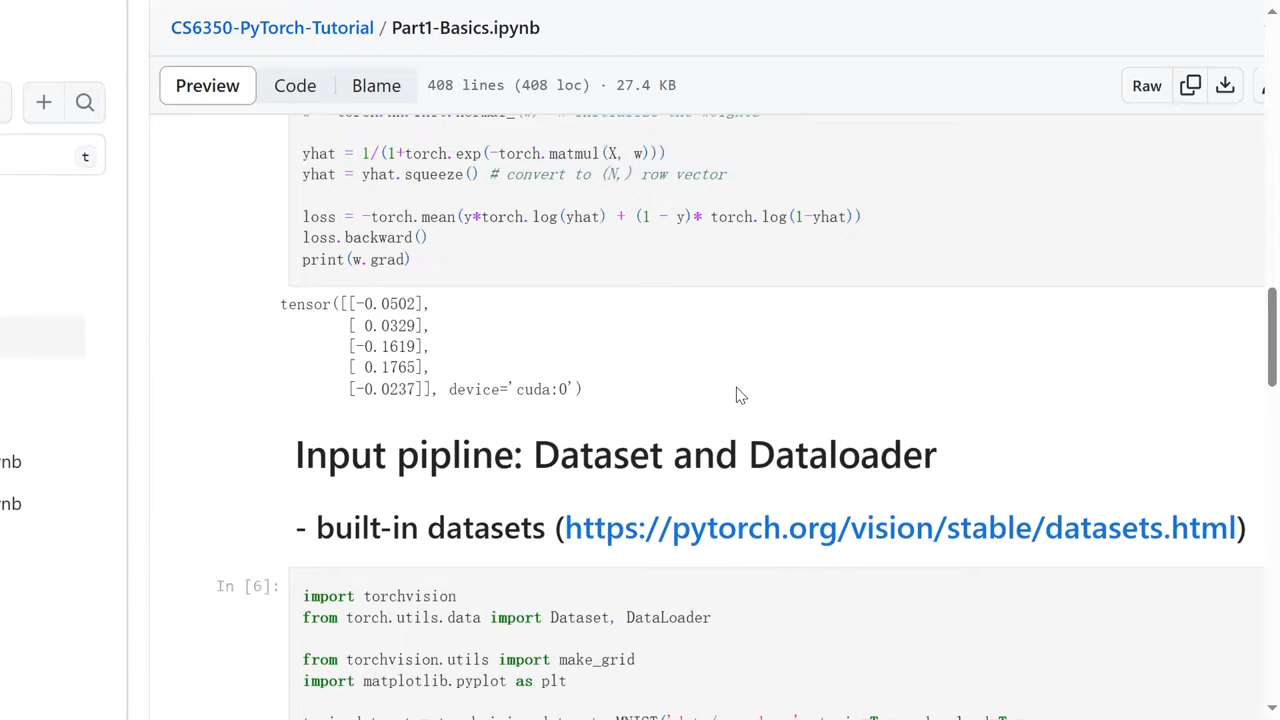 CS6350-PyTorch-Tutorial / Part1-Basics.ipynb
Preview Code Blame 408 lines (408 loc) · 27.4 KB Raw
t
yhat = 1/(1+torch.exp(-torch.matmul(X, w)))
yhat = yhat.squeeze() # convert to (N,) row vector
loss = -torch.mean(y*torch.log(yhat) + (1 - y)* torch.log(1-yhat))
loss.backward()
print(w.grad)
tensor([[-0.0502],
[ 0.0329],
[-0.1619],
[ 0.1765],
[-0.0237]], device='cuda:0')
Input pipline: Dataset and Dataloader
nb
- built-in datasets (https://pytorch.org/vision/stable/datasets.html)
nb
In [6]:
import torchvision
from torch.utils.data import Dataset, DataLoader
from torchvision.utils import make_grid
import matplotlib.pyplot as plt